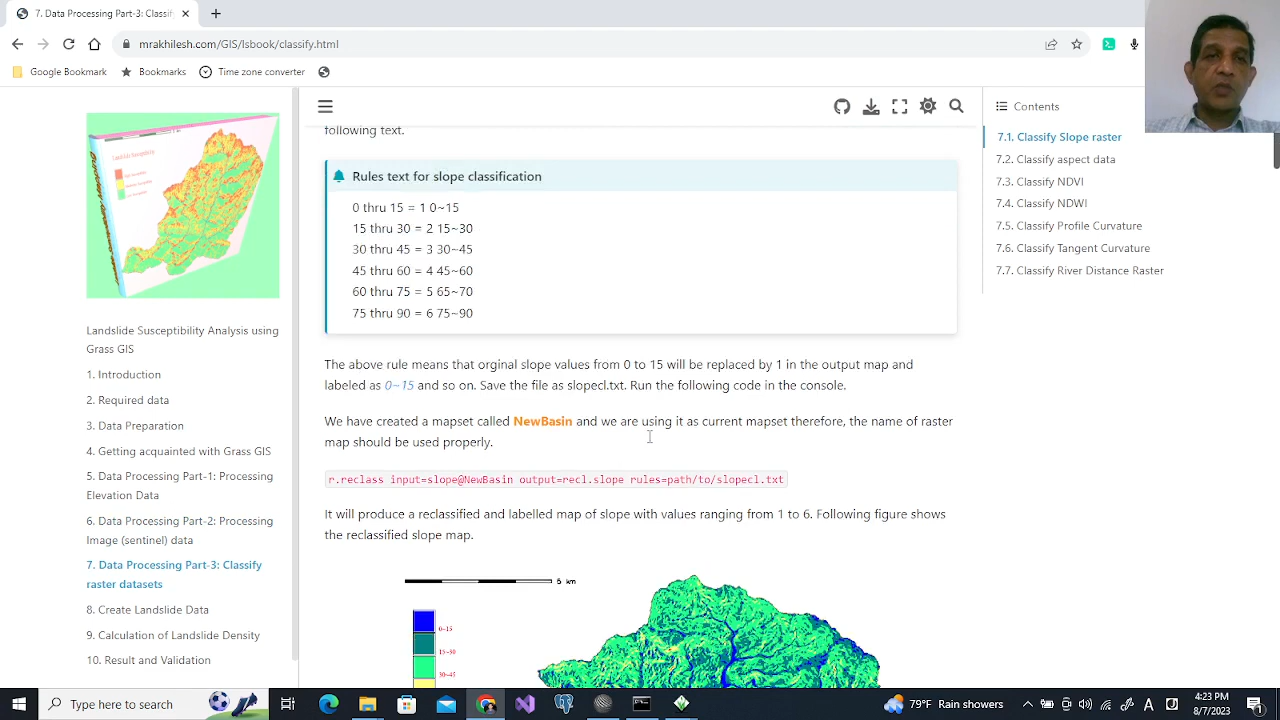 7. Data Processing Part-3: Classif
mrakhilesh.com/GIS/lsbook/classify.html
Google Bookmark
Bookmarks
Time zone converter
Landslide Susceptibility Analysis using
Grass GIS
1. Introduction
2. Required data
3. Data Preparation
4. Getting acquainted with Grass GIS
5. Data Processing Part-1: Processing
Elevation Data
6. Data Processing Part-2: Processing
Image (sentinel) data
7. Data Processing Part-3: Classify
raster datasets
8. Create Landslide Data
9. Calculation of Landslide Density
10. Result and Validation
following text.
Rules text for slope classification
0 thru 15 = 1 0~15
15 thru 30 = 2 15~30
30 thru 45 = 3 30~45
45 thru 60 = 4 45~60
60 thru 75 = 5 65~70
75 thru 90 = 6 75~90
The above rule means that orginal slope values from 0 to 15 will be replaced by 1 in the output map and
labeled as 0~15 and so on. Save the file as slopecl.txt. Run the following code in the console.
We have created a mapset called NewBasin and we are using it as current mapset therefore, the name of raster
map should be used properly.
r.reclass input=slope@NewBasin output=recl.slope rules=path/to/slopecl.txt
It will produce a reclassified and labelled map of slope with values ranging from 1 to 6. Following figure shows
the reclassified slope map.
5 km
0-15
15-30
30-45
Contents
7.1. Classify Slope raster
7.2. Classify aspect data
7.3. Classify NDVI
7.4. Classify NDWI
7.5. Classify Profile Curvature
7.6. Classify Tangent Curvature
7.7. Classify River Distance Raster
Type here to search
79°F Rain showers
4:23 PM
8/7/2023